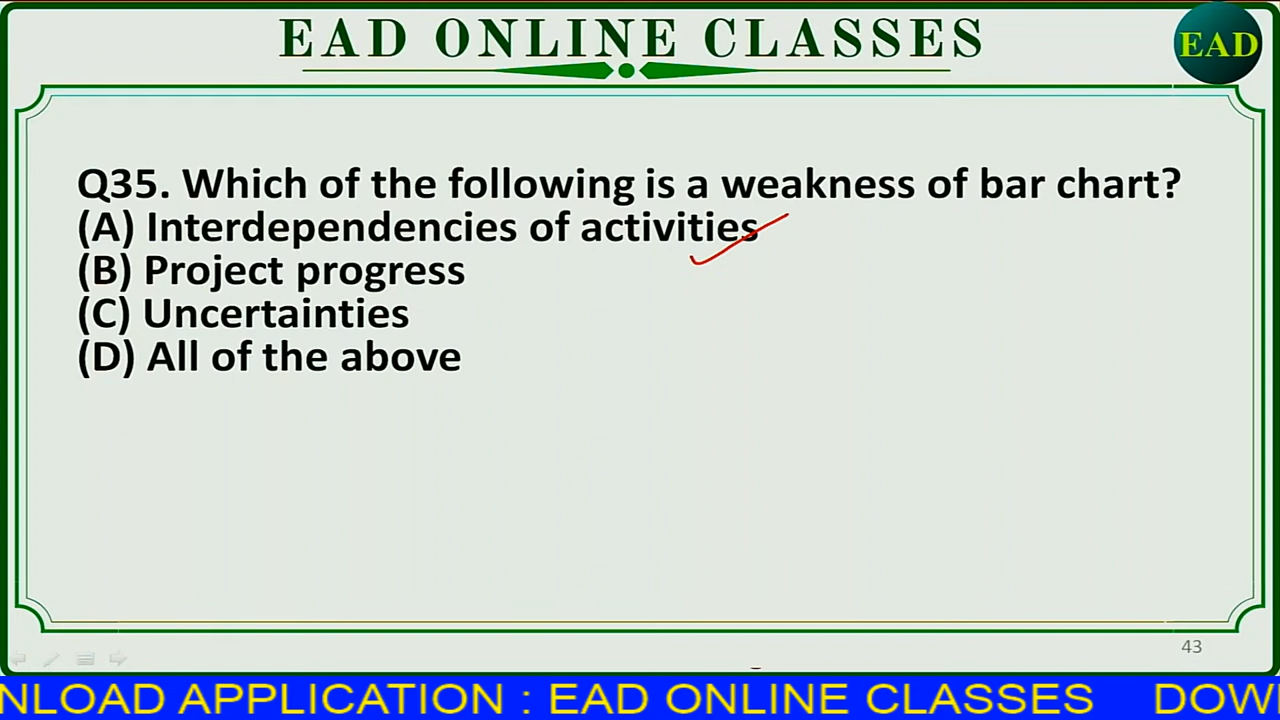 EAD ONLINE CLASSES
EAD
Q35. Which of the following is a weakness of bar chart?
(A) Interdependencies of activities
(B) Project progress
(C) Uncertainties
(D) All of the above
43
NLOAD APPLICATION : EAD ONLINE CLASSES DOW